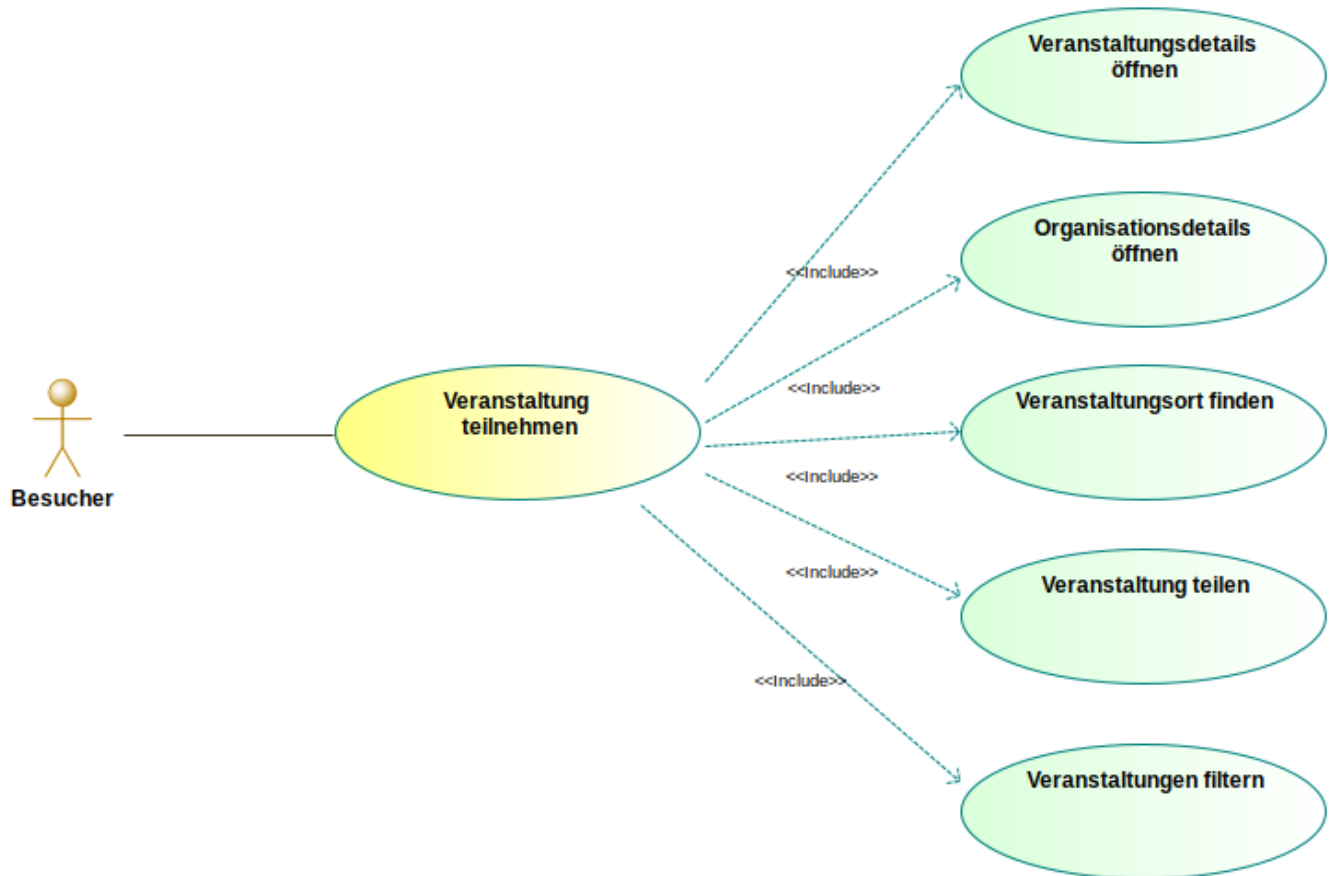 Veranstaltungsdetails
öffnen
Organisationsdetails
öffnen
<<Include>>
<<Include>>
Veranstaltung
teilnehmen
Veranstaltungsort finden
<<Include>>
Besucher
<<Include>>
Veranstaltung teilen
<<Include>>
Veranstaltungen filtern